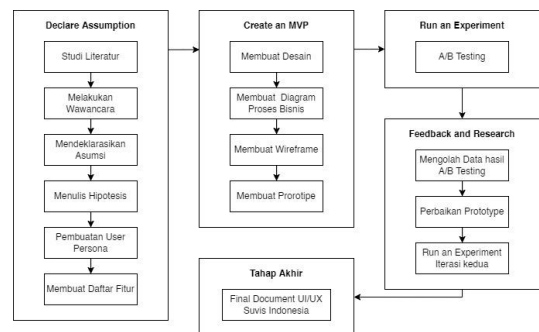 Declare Assumption
Studi Literatur
Melakukan
Wawancara
Mendeklarasikan
Asumsi
Menulis Hipotesis
Pembuatan User
Persona
Membuat Daftar Fitur
Create an MVP
Membuat Desain
Membuat Diagram
Proses Bisnis
Membuat Wireframe
Membuat Prorotipe
Run an Experiment
A/B Testing
Feedback and Research
Mengolah Data hasil
A/B Testing
Perbaikan Prototype
Run an Experiment
Iterasi kedua
Tahap Akhir
Final Document UI/UX
Suvis Indonesia